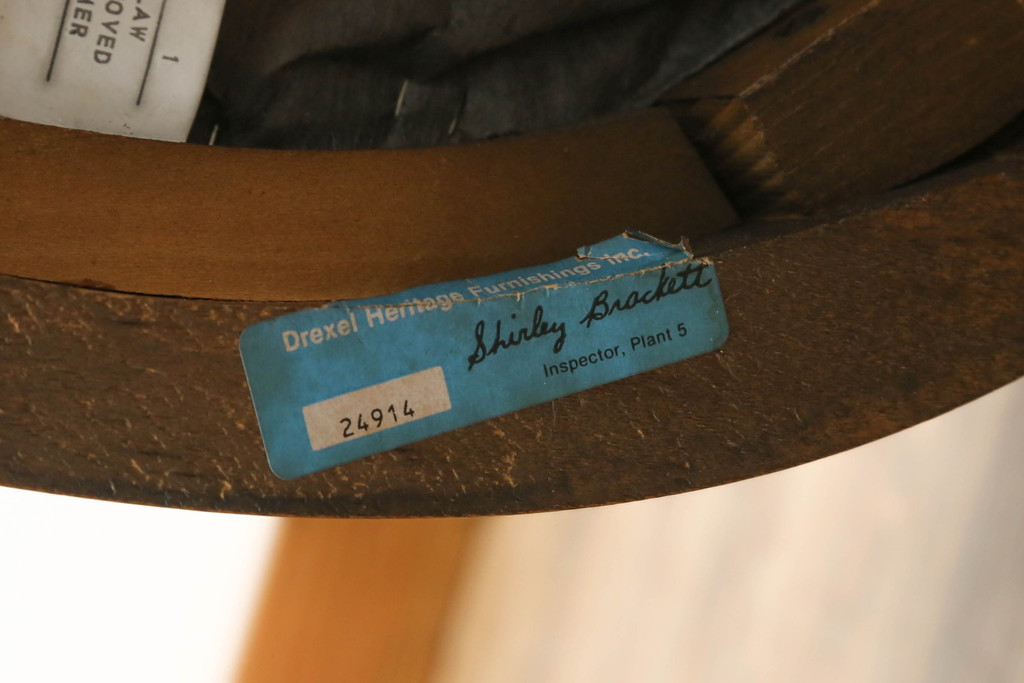 1
LAW
OVED
MER
Drexel Heritage Furnishings inc.
Shirley Brackett
Inspector, Plant 5
24914